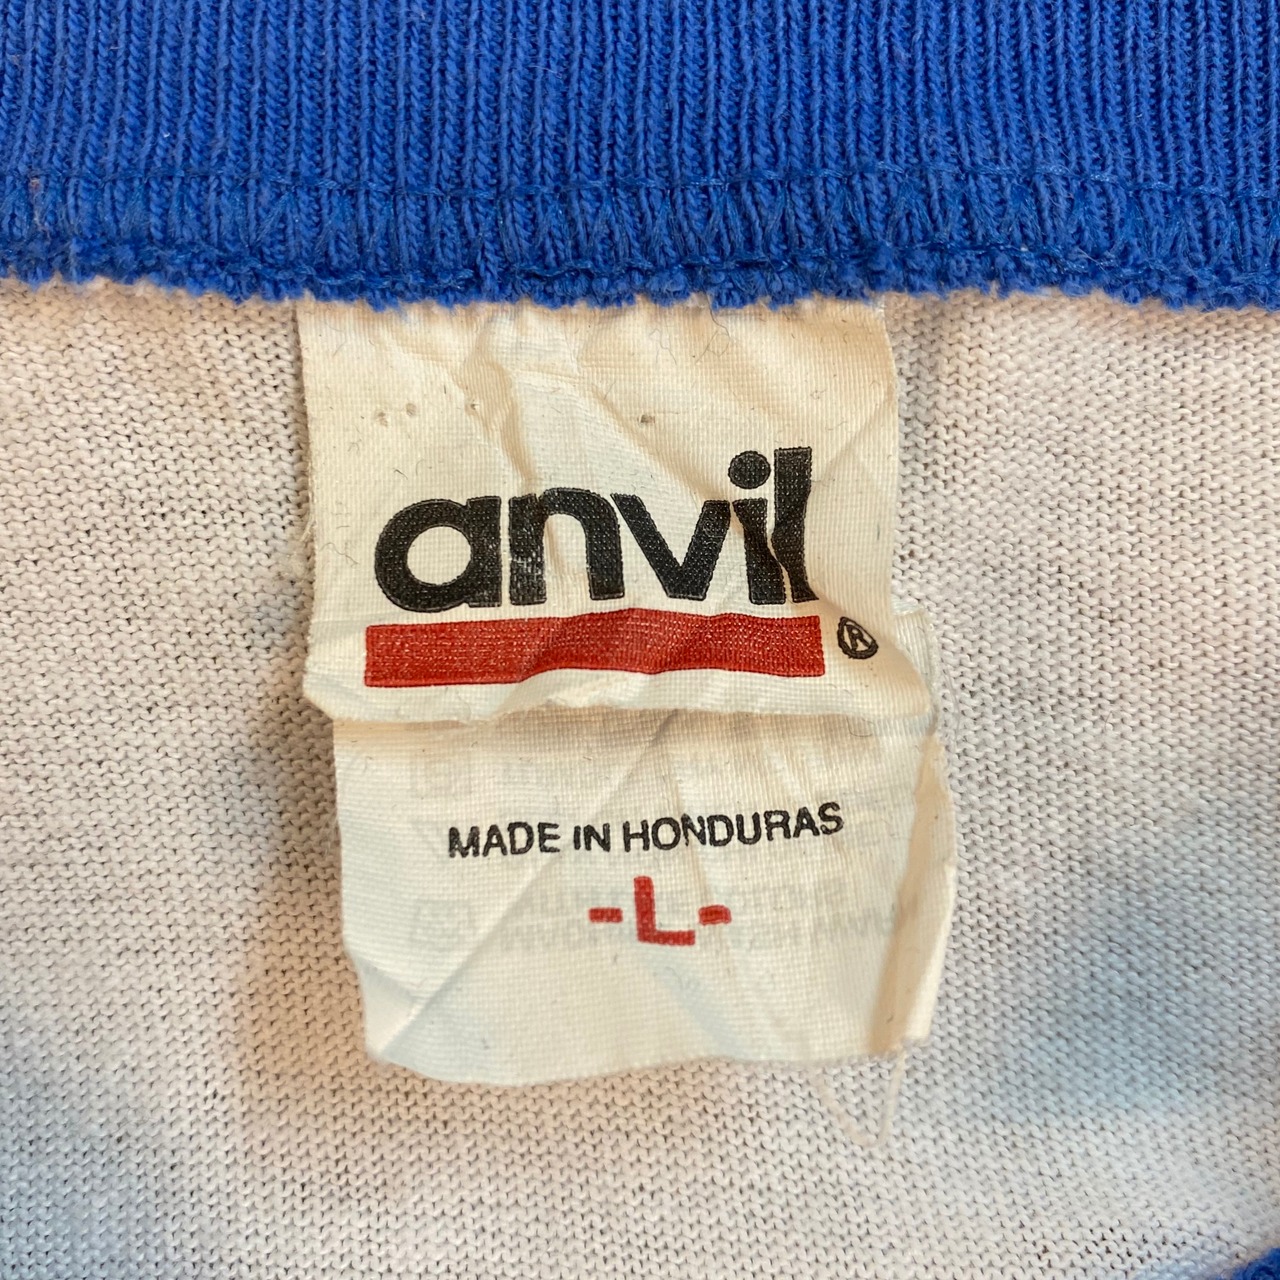 anvil
®
MADE IN HONDURAS
-L-